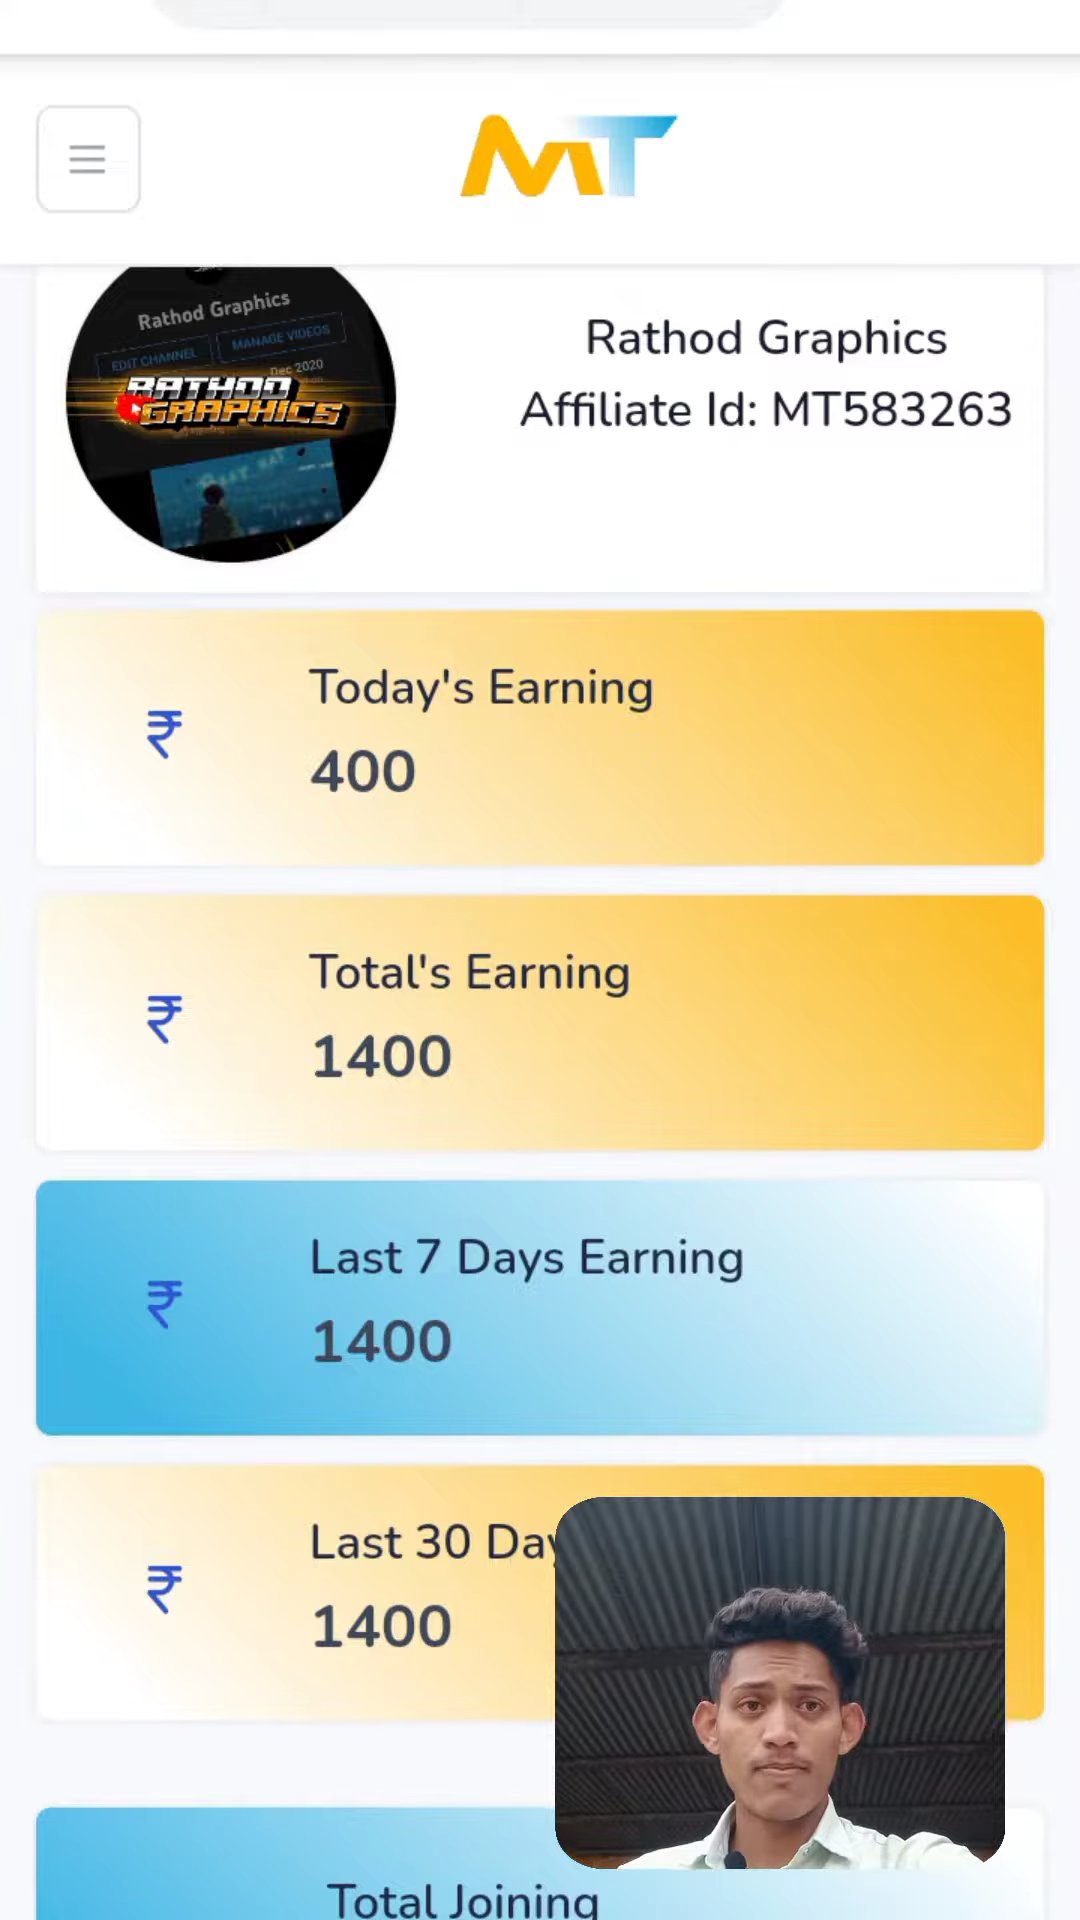 MT
Rathod Graphics
EDIT CHANNEL
MANAGE VIDEOS
Dec 2020
RATHOD
GRAPHICS
Rathod Graphics
Affiliate Id: MT583263
Today's Earning
₹
400
Total's Earning
₹
1400
Last 7 Days Earning
₹
1400
Last 30 Day
₹
1400
Total Joining